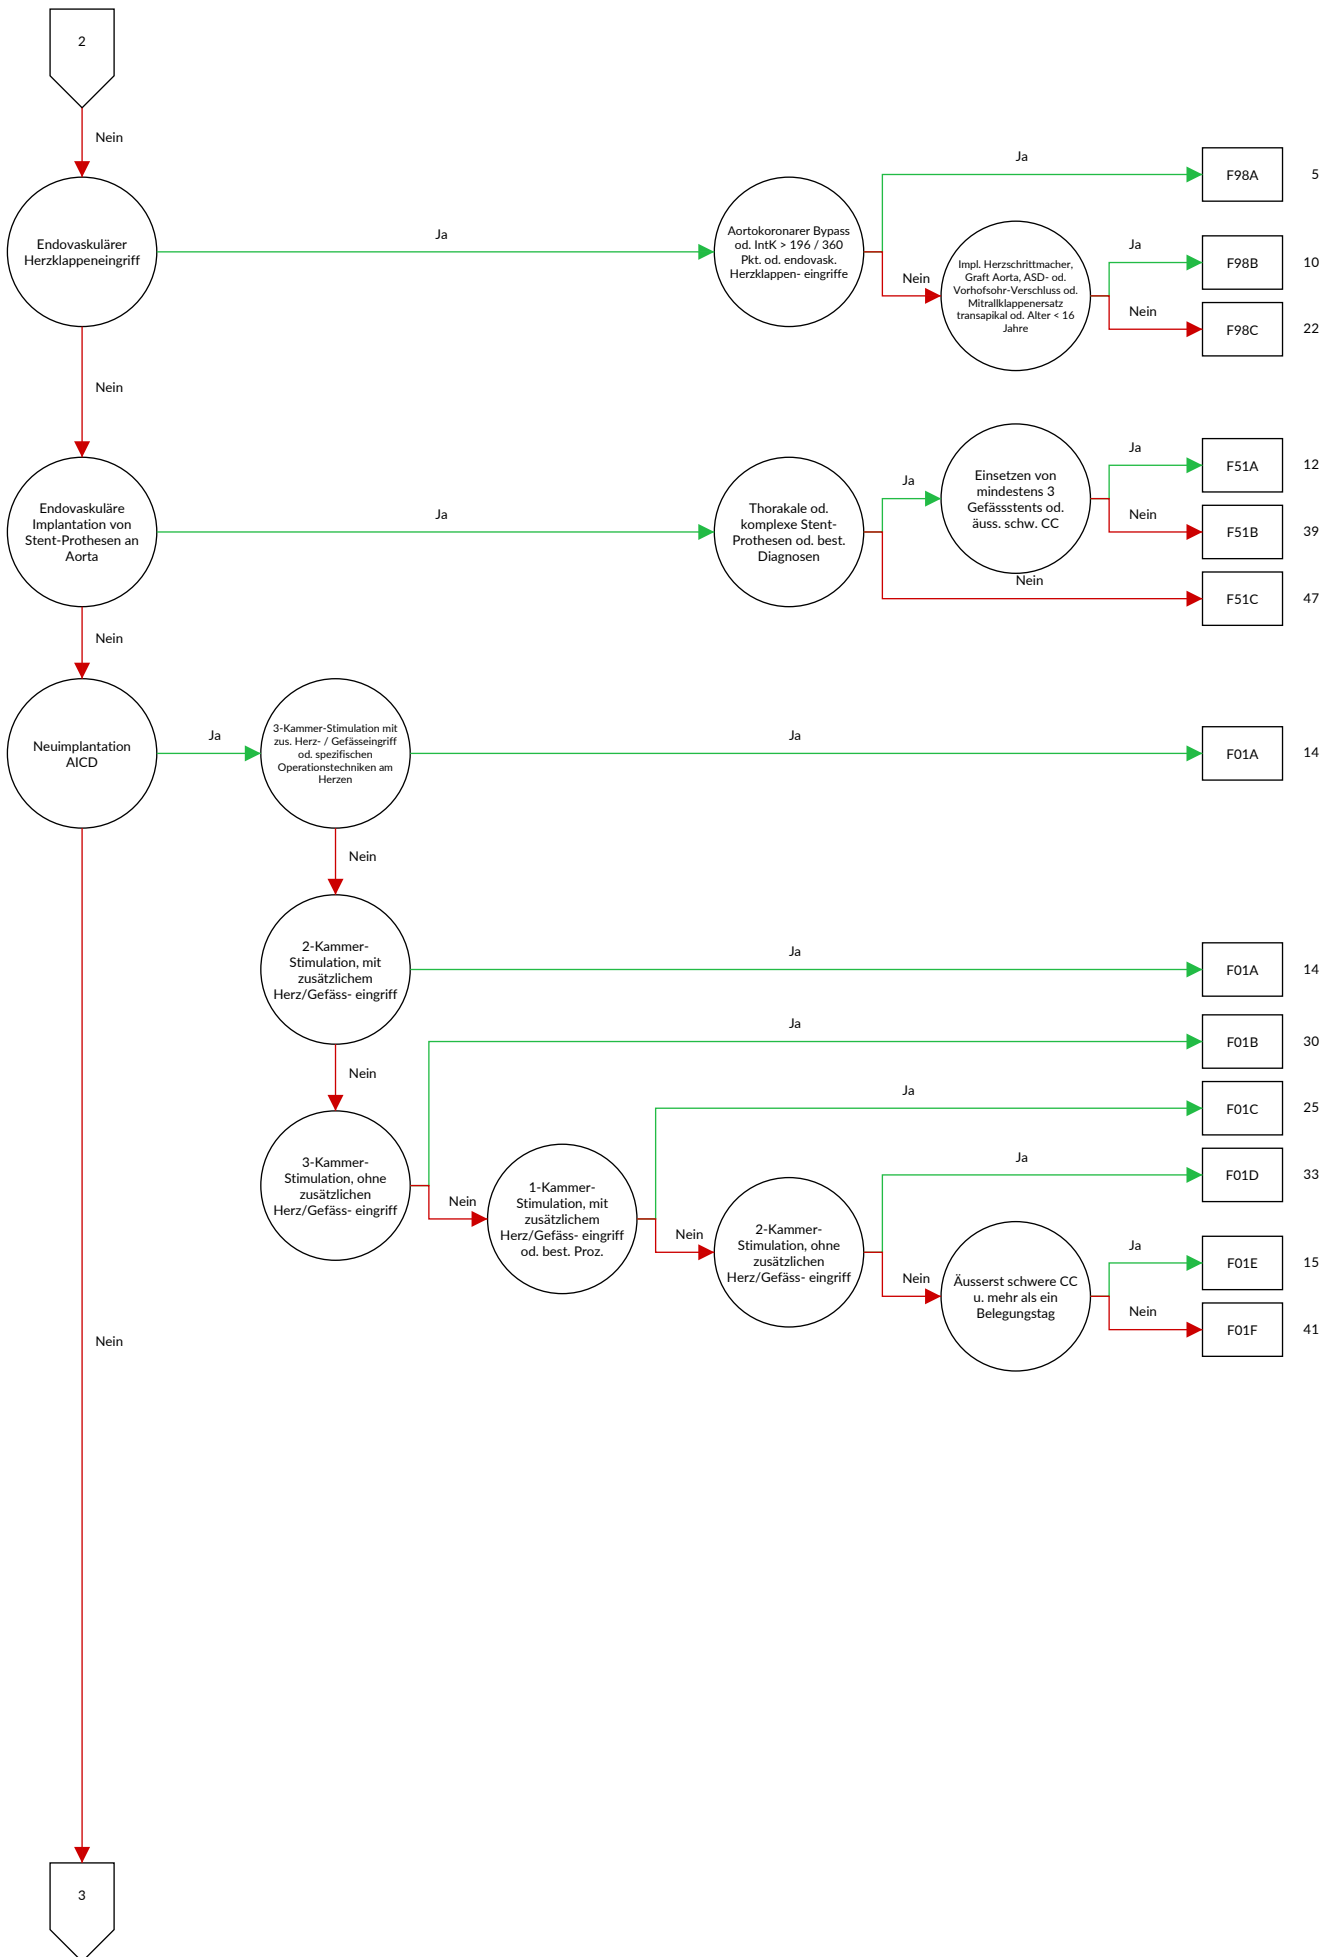 2
Nein
Endovaskulärer
Herzklappeneingriff
Ja
Aortokoronarer Bypass
od. IntK > 196 / 360
Pkt. od. endovask.
Herzklappen- eingriffe
Ja
F98A
5
Nein
Impl. Herzschrittmacher,
Graft Aorta, ASD- od.
Vorhofsohr-Verschluss od.
Mitrallklappenersatz
transapikal od. Alter < 16
Jahre
Ja
F98B
10
Nein
F98C
22
Nein
Endovaskuläre
Implantation von
Stent-Prothesen an
Aorta
Ja
Thorakale od.
komplexe Stent-
Prothesen od. best.
Diagnosen
Ja
Einsetzen von
mindestens 3
Gefässstents od.
äuss. schw. CC
Ja
F51A
12
Nein
F51B
39
Nein
F51C
47
Nein
Neuimplantation
AICD
Ja
3-Kammer-Stimulation mit
zus. Herz- / Gefässeingriff
od. spezifischen
Operationstechniken am
Herzen
Ja
F01A
14
Nein
2-Kammer-
Stimulation, mit
zusätzlichem
Herz/Gefäss- eingriff
Ja
F01A
14
Nein
3-Kammer-
Stimulation, ohne
zusätzlichen
Herz/Gefäss- eingriff
Ja
F01B
30
Nein
1-Kammer-
Stimulation, mit
zusätzlichem
Herz/Gefäss- eingriff
od. best. Proz.
Ja
F01C
25
Nein
2-Kammer-
Stimulation, ohne
zusätzlichen
Herz/Gefäss- eingriff
Ja
F01D
33
Nein
Äusserst schwere CC
u. mehr als ein
Belegungstag
Ja
F01E
15
Nein
F01F
41
Nein
3